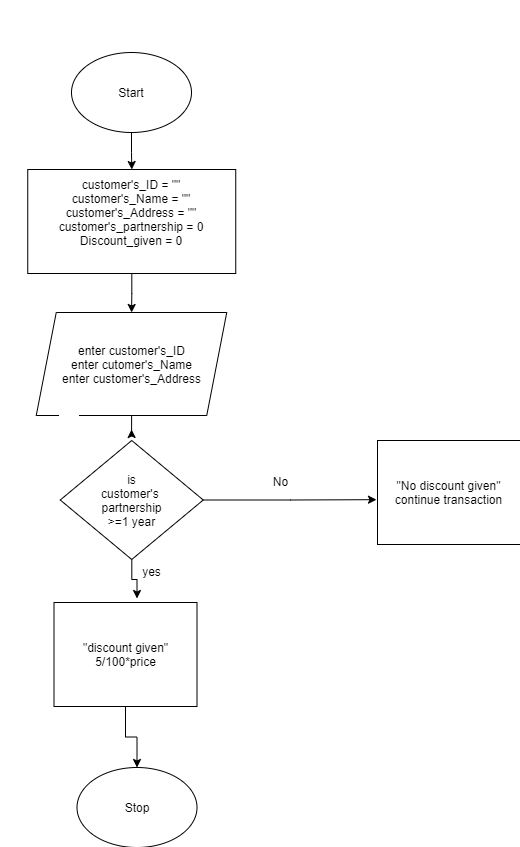 Start
customer's_ID = ""
customer's_Name = ""
customer's_Address = ""
customer's_partnership = 0
Discount_given = 0
enter customer's_ID
enter cutomer's_Name
enter customer's_Address
is
customer's
partnership
>=1 year
No
"No discount given"
continue transaction
yes
"discount given"
5/100*price
Stop